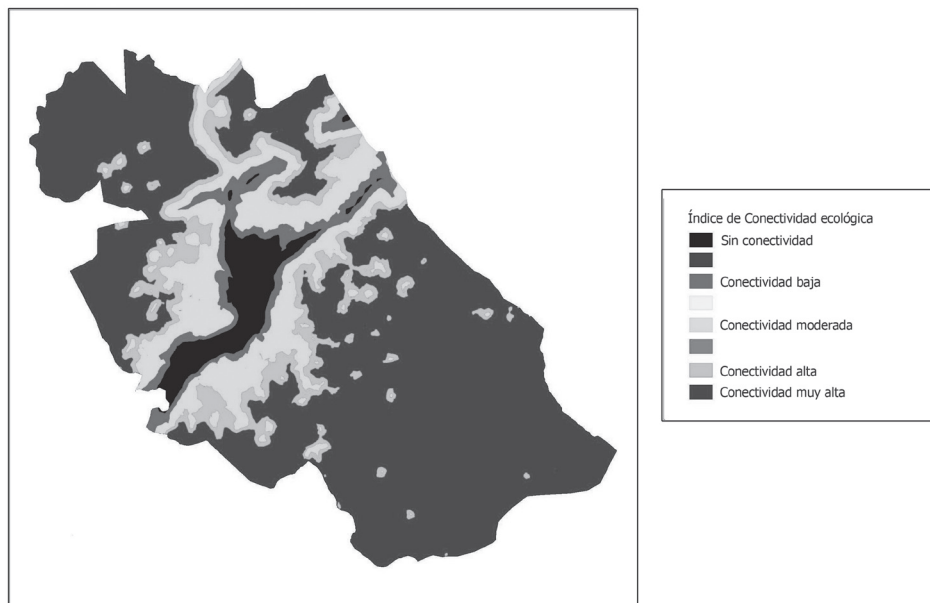 Índice de Conectividad ecológica
Sin conectividad
Conectividad baja
Conectividad moderada
Conectividad alta
Conectividad muy alta